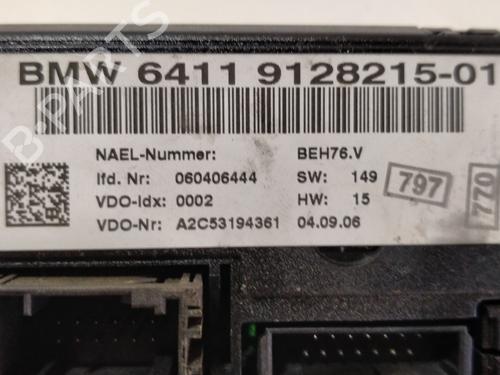 BMW 6411 9128215-01
NAEL-Nummer: BEH76.V
lfd. Nr: 060406444 SW: 149
VDO-Idx: 0002 HW: 15
VDO-Nr: A2C53194361 04.09.06
797
770
B PARTS